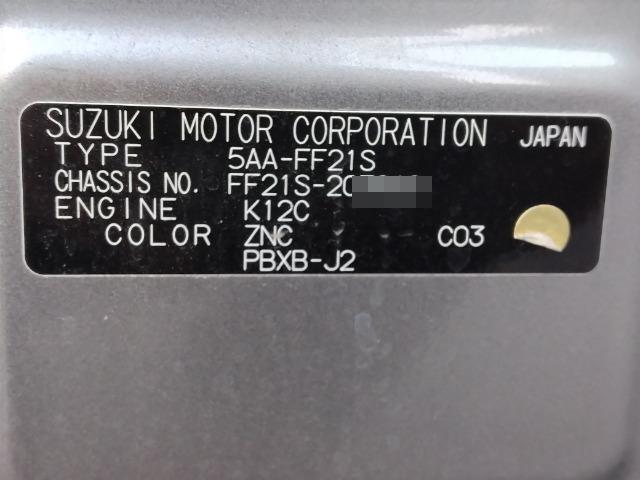 SUZUKI MOTOR CORPORATION JAPAN
TYPE 5AA-FF21S
CHASSIS NO. FF21S-20
ENGINE K12C
COLOR ZNC C03
PBXB-J2